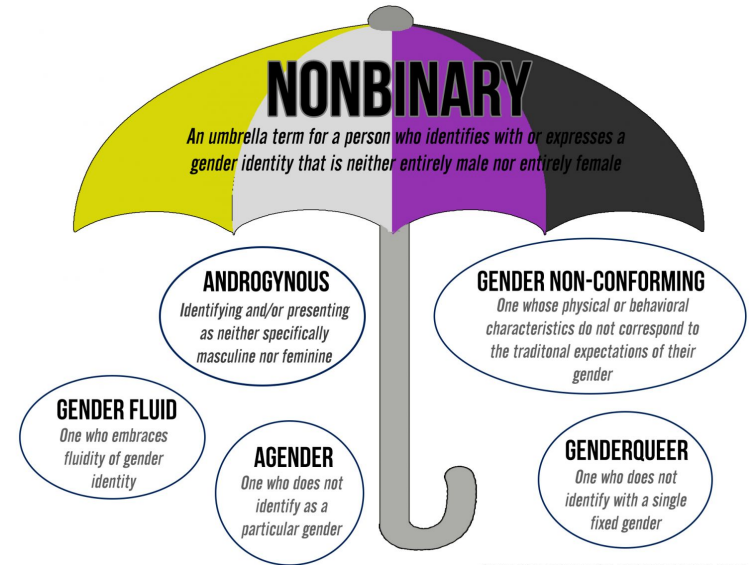 NONBINARY
An umbrella term for a person who identifies with or expresses a
gender identity that is neither entirely male nor entirely female
ANDROGYNOUS
Identifying and/or presenting
as neither specifically
masculine nor feminine
GENDER NON-CONFORMING
One whose physical or behavioral
characteristics do not correspond to
the traditonal expectations of their
gender
GENDER FLUID
One who embraces
fluidity of gender
identity
AGENDER
One who does not
identify as a
particular gender
GENDERQUEER
One who does not
identify with a single
fixed gender